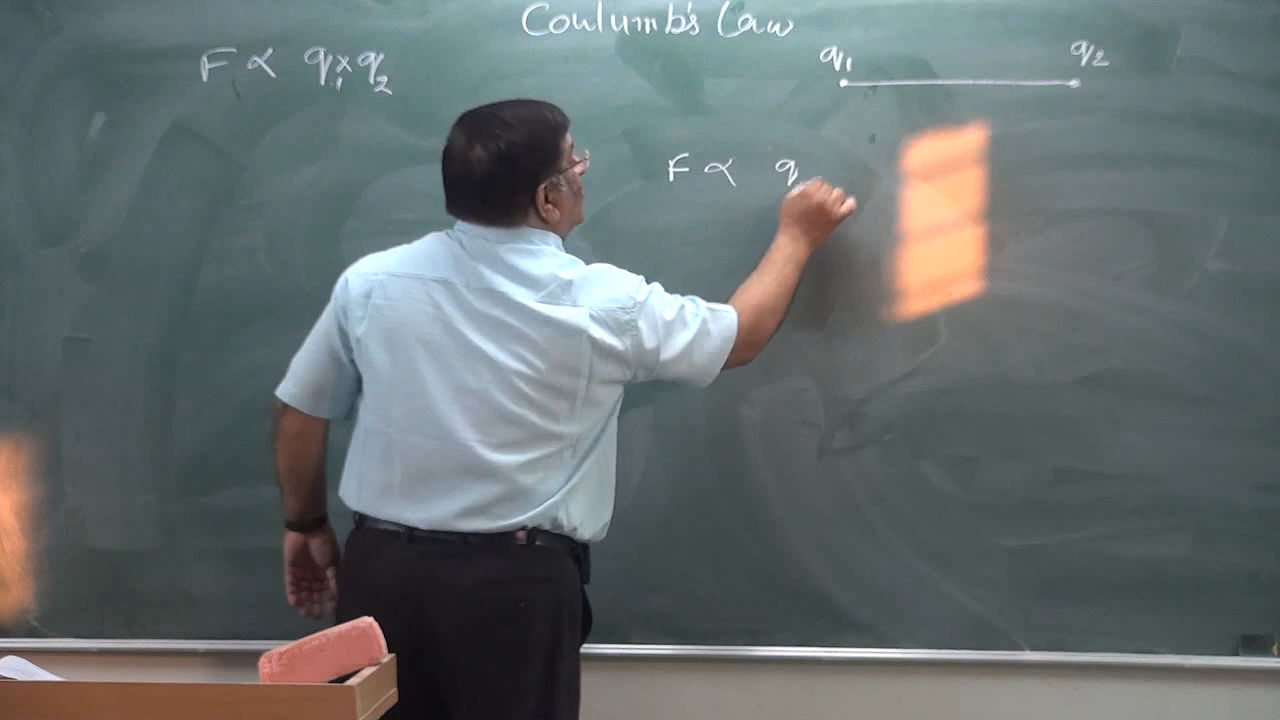 Coulumb's Law
F ∝ q₁ × q₂
q₁ q₂
F ∝ q